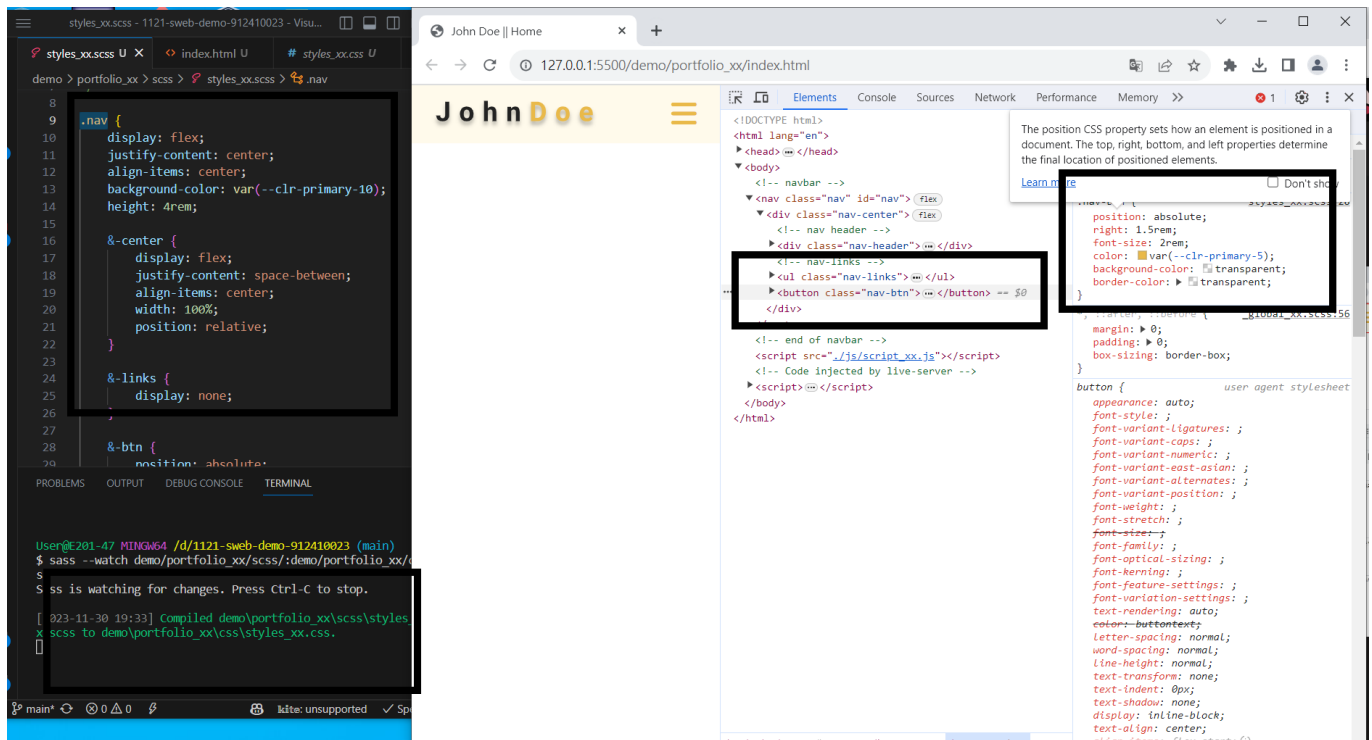 styles_xx.scss - 1121-sweb-demo-912410023 - Visu...
styles_xx.scss U
index.html U
# styles_xx.css U
demo > portfolio_xx > scss > styles_xx.scss > .nav
8
9 .nav {
10 display: flex;
11 justify-content: center;
12 align-items: center;
13 background-color: var(--clr-primary-10);
14 height: 4rem;
15
16 &-center {
17 display: flex;
18 justify-content: space-between;
19 align-items: center;
20 width: 100%;
21 position: relative;
22 }
23
24 &-links {
25 display: none;
26 }
27
28 &-btn {
29 position: absolute;
PROBLEMS OUTPUT DEBUG CONSOLE TERMINAL
User@E201-47 MINGW64 /d/1121-sweb-demo-912410023 (main)
$ sass --watch demo/portfolio_xx/scss/:demo/portfolio_xx/c
s
Sass is watching for changes. Press Ctrl-C to stop.
[2023-11-30 19:33] Compiled demo\portfolio_xx\scss\styles_
x.scss to demo\portfolio_xx\css\styles_xx.css.
main* 0 0 kite: unsupported Spe
John Doe || Home
127.0.0.1:5500/demo/portfolio_xx/index.html
JohnDoe
Elements Console Sources Network Performance Memory 1
<!DOCTYPE html>
<html lang="en">
<head> </head>
<body>
<!-- navbar -->
<nav class="nav" id="nav"> flex
<div class="nav-center"> flex
<!-- nav header -->
<div class="nav-header"> </div>
<!-- nav-links -->
<ul class="nav-links"> </ul>
<button class="nav-btn"> </button> == $0
</div>
<!-- end of navbar -->
<script src="./js/script_xx.js"></script>
<!-- Code injected by live-server -->
<script> </script>
</body>
</html>
The position CSS property sets how an element is positioned in a
document. The top, right, bottom, and left properties determine
the final location of positioned elements.
Learn more Don't show
.nav-btn { styles_xx.scss:28
position: absolute;
right: 1.5rem;
font-size: 2rem;
color: var(--clr-primary-5);
background-color: transparent;
border-color: transparent;
}
*, ::after, ::before { _global_xx.scss:56
margin: 0;
padding: 0;
box-sizing: border-box;
}
button { user agent stylesheet
appearance: auto;
font-style: ;
font-variant-ligatures: ;
font-variant-caps: ;
font-variant-numeric: ;
font-variant-east-asian: ;
font-variant-alternates: ;
font-variant-position: ;
font-weight: ;
font-stretch: ;
font-size: ;
font-family: ;
font-optical-sizing: ;
font-kerning: ;
font-feature-settings: ;
font-variation-settings: ;
text-rendering: auto;
color: buttontext;
letter-spacing: normal;
word-spacing: normal;
line-height: normal;
text-transform: none;
text-indent: 0px;
text-shadow: none;
display: inline-block;
text-align: center;